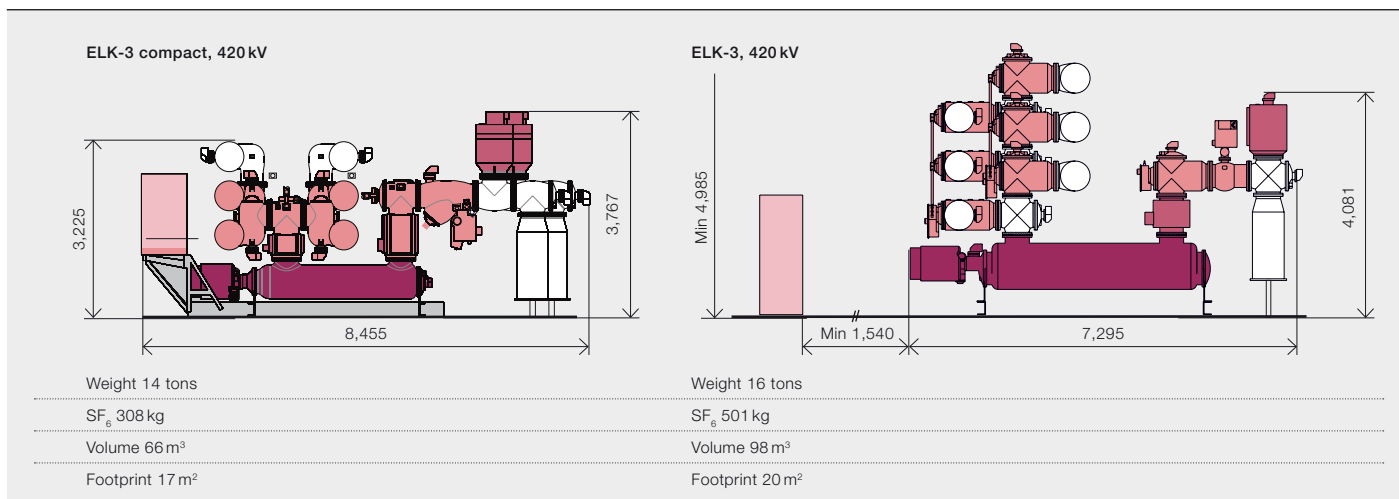 ELK-3 compact, 420 kV
3,225
3,767
8,455
Weight 14 tons
SF₆ 308 kg
Volume 66 m³
Footprint 17 m²
ELK-3, 420 kV
Min 4,985
4,081
Min 1,540
7,295
Weight 16 tons
SF₆ 501 kg
Volume 98 m³
Footprint 20 m²